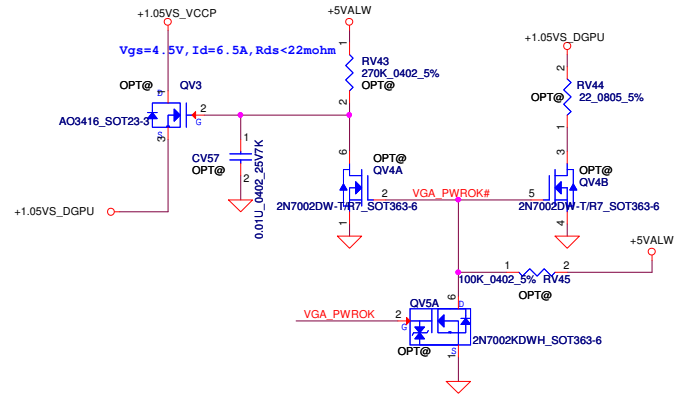 +1.05VS_VCCP
+5VALW
+1.05VS_DGPU
Vgs=4.5V,Id=6.5A,Rds<22mohm
1
RV43
270K_0402_5%
OPT@
2
2
RV44
OPT@
22_0805_5%
1
OPT@
D
1
QV3
2
G
AO3416_SOT23-3
S
3
1
CV57
OPT@
2
0.01U_0402_25V7K
6
OPT@
QV4A
2
2N7002DW-T/R7_SOT363-6
1
VGA_PWROK#
3
OPT@
QV4B
5
2N7002DW-T/R7_SOT363-6
4
+1.05VS_DGPU
+5VALW
1
2
100K_0402_5%
RV45
OPT@
6
QV5A
D
VGA_PWROK
2
G
2N7002KDWH_SOT363-6
OPT@
S
1